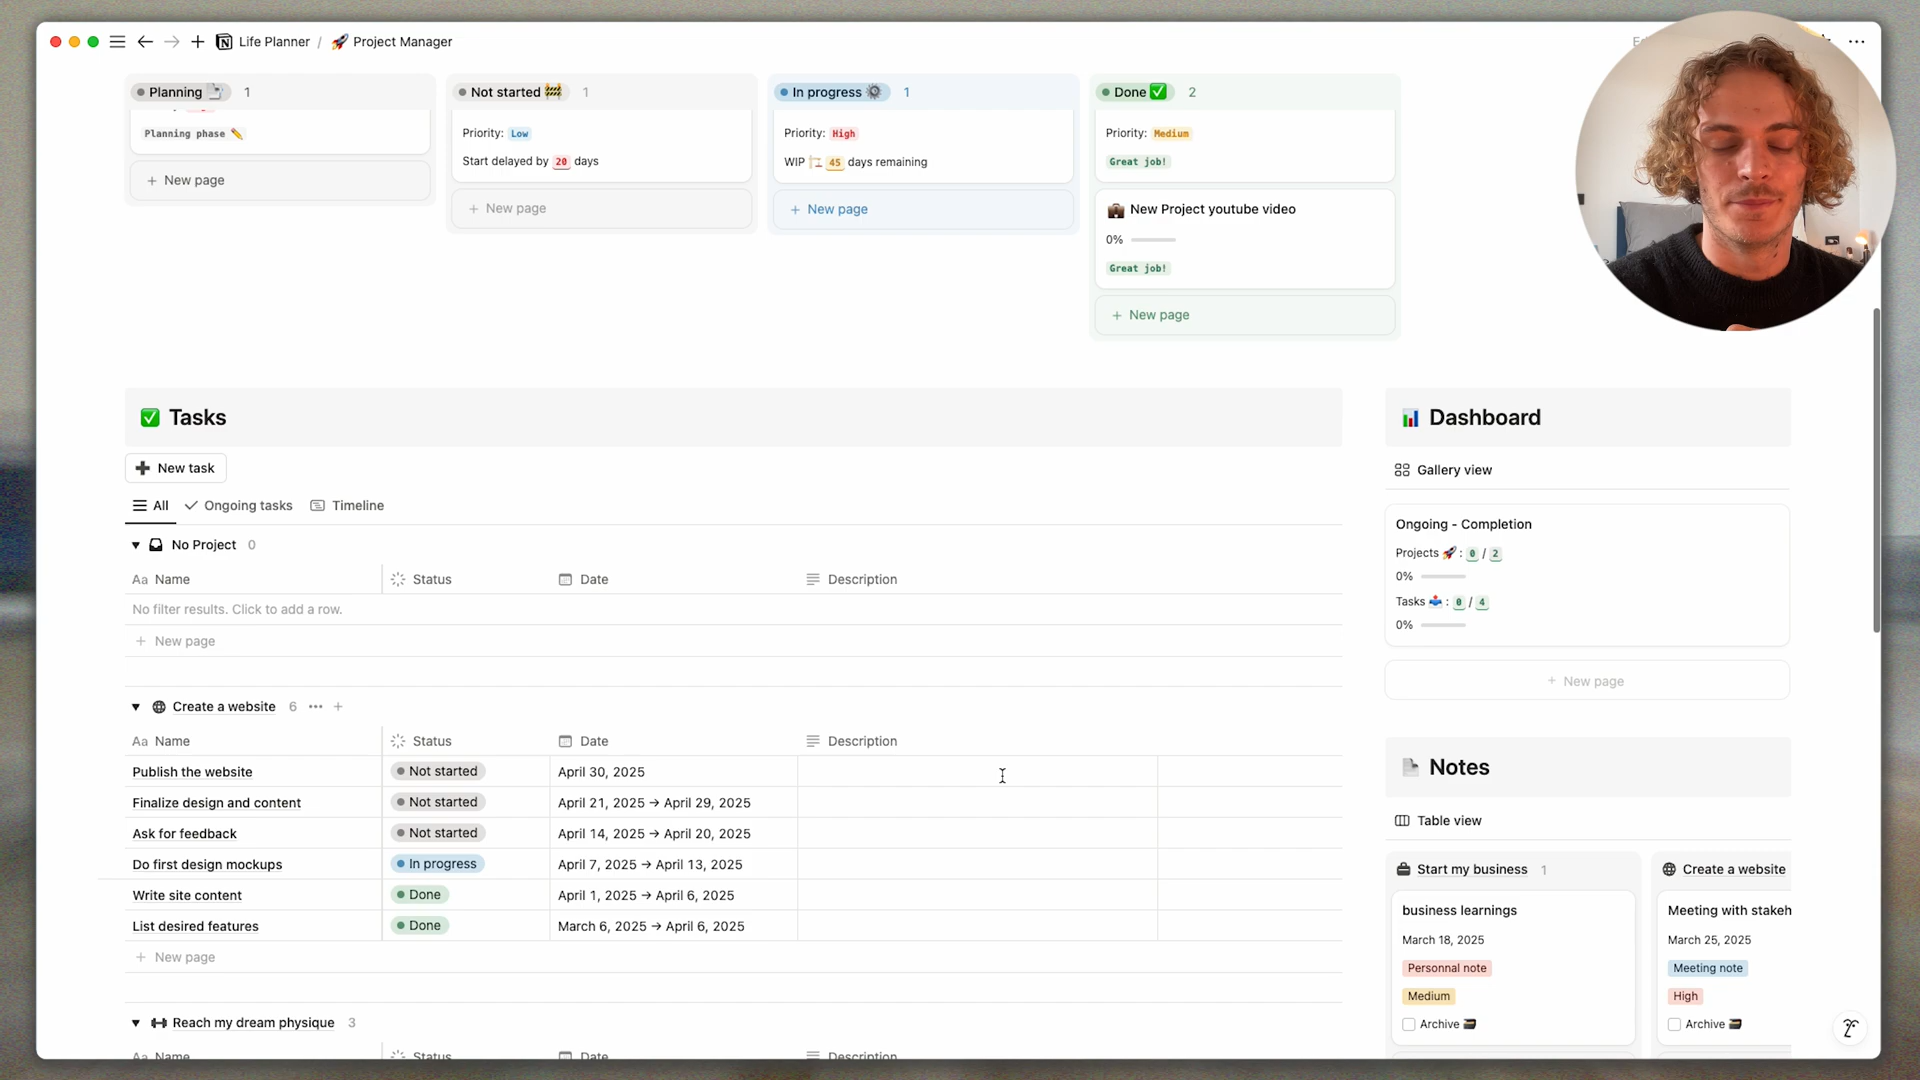 Life Planner / Project Manager
Planning 1
Planning phase
+ New page
Not started 1
Priority: Low
Start delayed by 20 days
+ New page
In progress 1
Priority: High
WIP 45 days remaining
+ New page
Done 2
Priority: Medium
Great job!
New Project youtube video
0%
Great job!
+ New page
Tasks
New task
All Ongoing tasks Timeline
No Project 0
Aa Name Status Date Description
No filter results. Click to add a row.
+ New page
Create a website 6
Aa Name Status Date Description
Publish the website Not started April 30, 2025
Finalize design and content Not started April 21, 2025 → April 29, 2025
Ask for feedback Not started April 14, 2025 → April 20, 2025
Do first design mockups In progress April 7, 2025 → April 13, 2025
Write site content Done April 1, 2025 → April 6, 2025
List desired features Done March 6, 2025 → April 6, 2025
+ New page
Reach my dream physique 3
Aa Name Status Date Description
Dashboard
Gallery view
Ongoing - Completion
Projects : 0 / 2
0%
Tasks : 0 / 4
0%
+ New page
Notes
Table view
Start my business 1
business learnings
March 18, 2025
Personnal note
Medium
Archive
Create a website
Meeting with stakeh
March 25, 2025
Meeting note
High
Archive